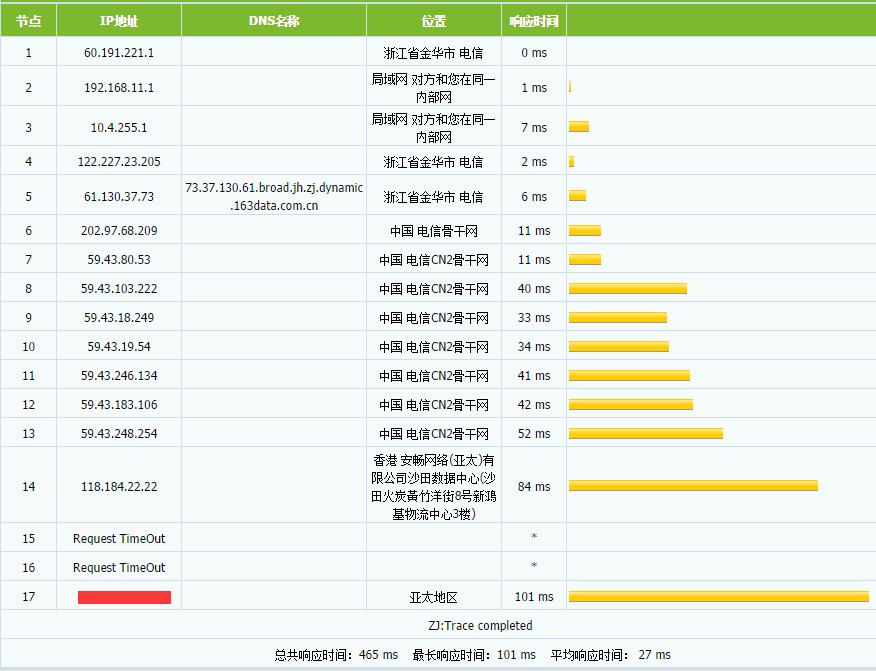 节点 IP地址 DNS名称 位置 响应时间
1 60.191.221.1 浙江省金华市 电信 0 ms
2 192.168.11.1 局域网 对方和您在同一 1 ms
内部网
3 10.4.255.1 局域网 对方和您在同一 7 ms
内部网
4 122.227.23.205 浙江省金华市 电信 2 ms
5 61.130.37.73 73.37.130.61.broad.jh.zj.dynamic 浙江省金华市 电信 6 ms
.163data.com.cn
6 202.97.68.209 中国 电信骨干网 11 ms
7 59.43.80.53 中国 电信CN2骨干网 11 ms
8 59.43.103.222 中国 电信CN2骨干网 40 ms
9 59.43.18.249 中国 电信CN2骨干网 33 ms
10 59.43.19.54 中国 电信CN2骨干网 34 ms
11 59.43.246.134 中国 电信CN2骨干网 41 ms
12 59.43.183.106 中国 电信CN2骨干网 42 ms
13 59.43.248.254 中国 电信CN2骨干网 52 ms
14 118.184.22.22 香港 安畅网络(亚太)有 84 ms
限公司沙田数据中心(沙
田火炭黃竹洋街8号新鴻
基物流中心3楼)
15 Request TimeOut *
16 Request TimeOut *
17 亚太地区 101 ms
ZJ:Trace completed
总共响应时间: 465 ms 最长响应时间: 101 ms 平均响应时间: 27 ms